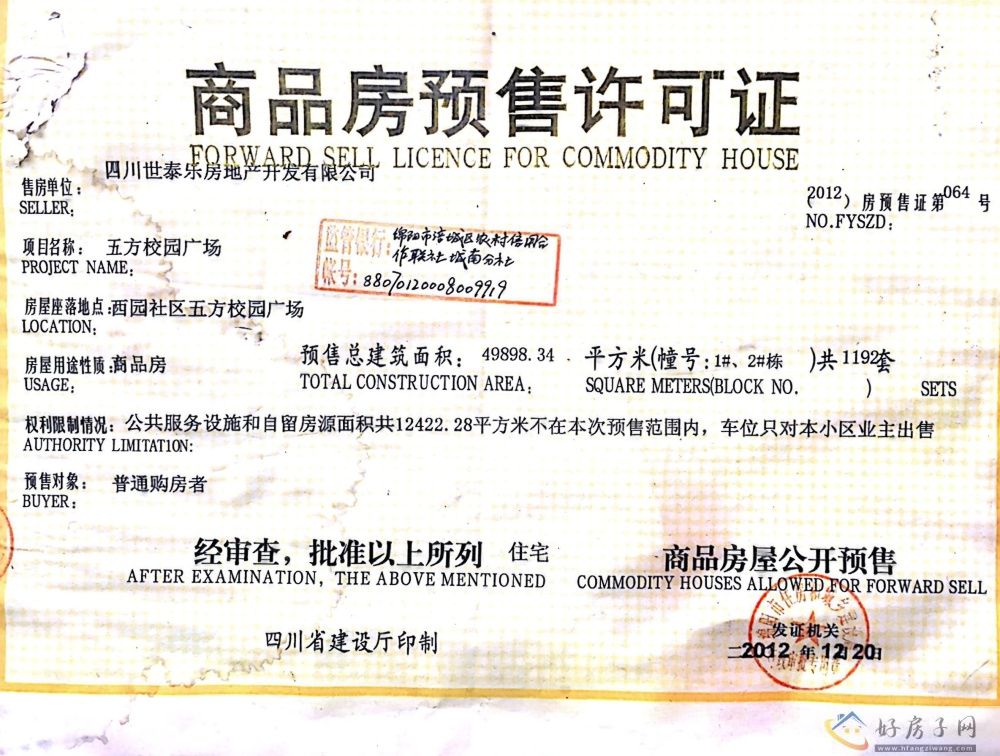 商品房预售许可证
FORWARD SELL LICENCE FOR COMMODITY HOUSE
售房单位: 四川世泰乐房地产开发有限公司
SELLER:
(2012) 房预售证第064号
NO.FYSZD:
项目名称: 五方校园广场
PROJECT NAME:
监管银行: 绵阳市涪城区农村信用合
作联社城南分社
帐号: 88070120008009919
房屋座落地点: 西园社区五方校园广场
LOCATION:
房屋用途性质: 商品房
USAGE:
预售总建筑面积: 49898.34 平方米(幢号: 1#、2#栋 )共1192套
TOTAL CONSTRUCTION AREA: SQUARE METERS(BLOCK NO. ) SETS
权利限制情况: 公共服务设施和自留房源面积共12422.28平方米不在本次预售范围内，车位只对本小区业主出售
AUTHORITY LIMITATION:
预售对象: 普通购房者
BUYER:
经审查，批准以上所列 住宅 商品房屋公开预售
AFTER EXAMINATION, THE ABOVE MENTIONED COMMODITY HOUSES ALLOWED FOR FORWARD SELL
四川省建设厅印制
发证机关
2012 年 12月20日
好房子网
www.hfangziwang.com